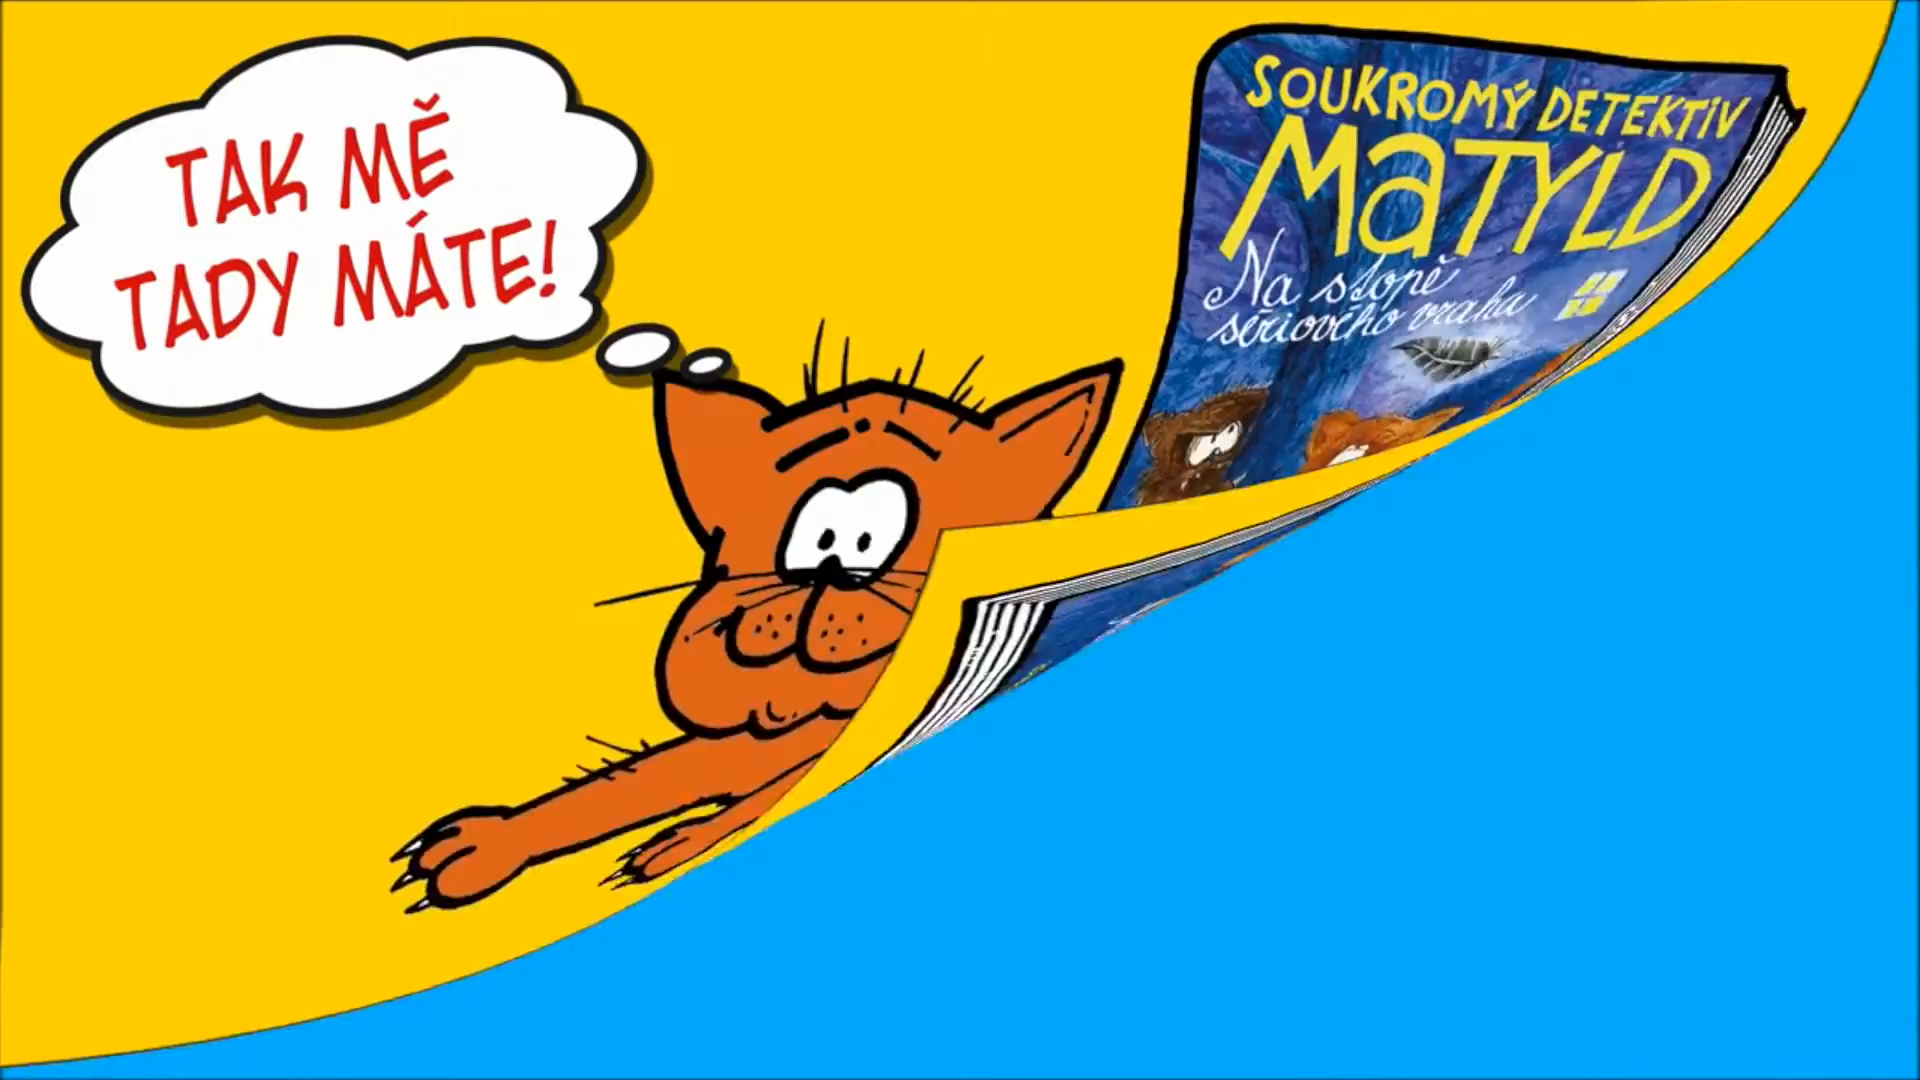 TAK MĚ
TADY MÁTE!
SOUKROMÝ DETEKTIV
MaTYLD
Na stopě
sériového vraha